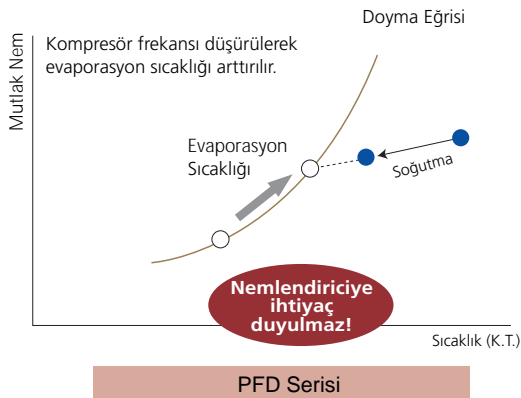 Doyma Eğrisi
Mutlak Nem
Kompresör frekansı düşürülerek
evaporasyon sıcaklığı arttırılır.
Evaporasyon
Sıcaklığı
Soğutma
Nemlendiriciye
ihtiyaç
duyulmaz!
Sıcaklık (K.T.)
PFD Serisi